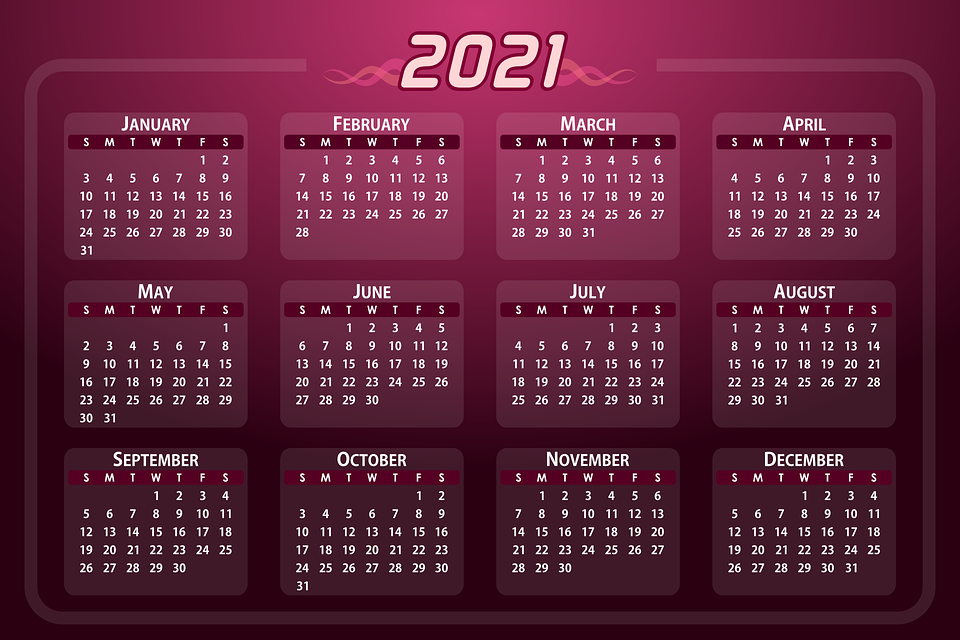 2021
JANUARY
S M T W T F S
1 2
3 4 5 6 7 8 9
10 11 12 13 14 15 16
17 18 19 20 21 22 23
24 25 26 27 28 29 30
31
FEBRUARY
S M T W T F S
1 2 3 4 5 6
7 8 9 10 11 12 13
14 15 16 17 18 19 20
21 22 23 24 25 26 27
28
MARCH
S M T W T F S
1 2 3 4 5 6
7 8 9 10 11 12 13
14 15 16 17 18 19 20
21 22 23 24 25 26 27
28 29 30 31
APRIL
S M T W T F S
1 2 3
4 5 6 7 8 9 10
11 12 13 14 15 16 17
18 19 20 21 22 23 24
25 26 27 28 29 30
MAY
S M T W T F S
1
2 3 4 5 6 7 8
9 10 11 12 13 14 15
16 17 18 19 20 21 22
23 24 25 26 27 28 29
30 31
JUNE
S M T W T F S
1 2 3 4 5
6 7 8 9 10 11 12
13 14 15 16 17 18 19
20 21 22 23 24 25 26
27 28 29 30
JULY
S M T W T F S
1 2 3
4 5 6 7 8 9 10
11 12 13 14 15 16 17
18 19 20 21 22 23 24
25 26 27 28 29 30 31
AUGUST
S M T W T F S
1 2 3 4 5 6 7
8 9 10 11 12 13 14
15 16 17 18 19 20 21
22 23 24 25 26 27 28
29 30 31
SEPTEMBER
S M T W T F S
1 2 3 4
5 6 7 8 9 10 11
12 13 14 15 16 17 18
19 20 21 22 23 24 25
26 27 28 29 30
OCTOBER
S M T W T F S
1 2
3 4 5 6 7 8 9
10 11 12 13 14 15 16
17 18 19 20 21 22 23
24 25 26 27 28 29 30
31
NOVEMBER
S M T W T F S
1 2 3 4 5 6
7 8 9 10 11 12 13
14 15 16 17 18 19 20
21 22 23 24 25 26 27
28 29 30
DECEMBER
S M T W T F S
1 2 3 4
5 6 7 8 9 10 11
12 13 14 15 16 17 18
19 20 21 22 23 24 25
26 27 28 29 30 31